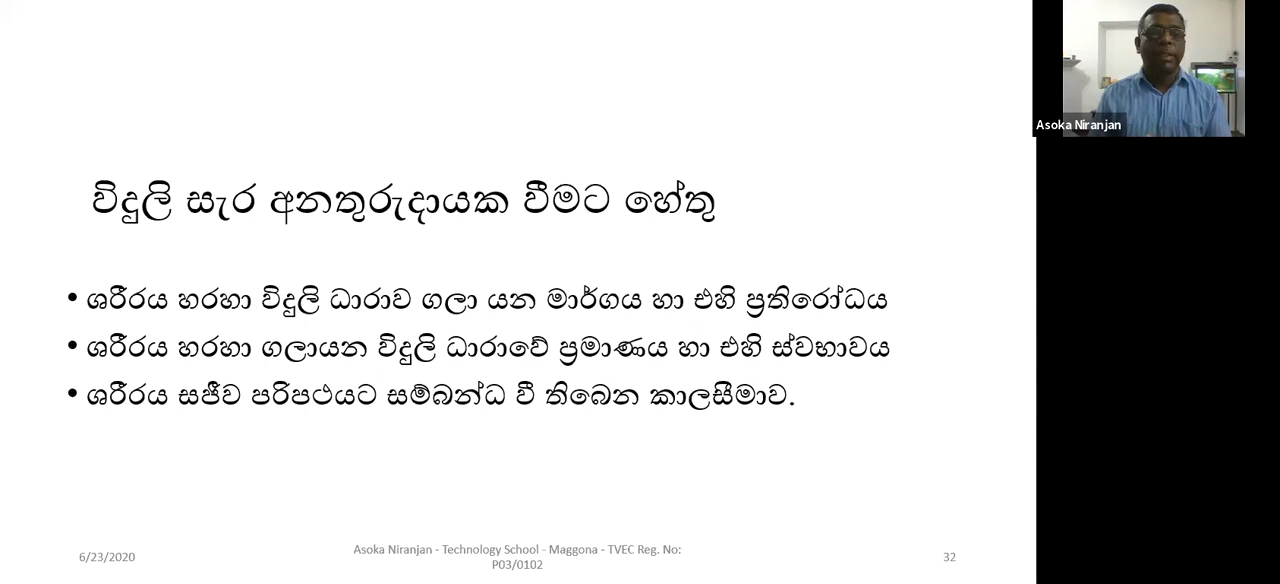 විදුලි සැර අනතුරුදායක වීමට හේතු
• ශරීරය හරහා විදුලි ධාරාව ගලා යන මාර්ගය හා එහි ප්‍රතිරෝධය
• ශරීරය හරහා ගලායන විදුලි ධාරාවේ ප්‍රමාණය හා එහි ස්වභාවය
• ශරීරය සජීව පරිපථයට සම්බන්ධ වී තිබෙන කාලසීමාව.
6/23/2020
Asoka Niranjan - Technology School - Maggona - TVEC Reg. No:
P03/0102
32
Asoka Niranjan